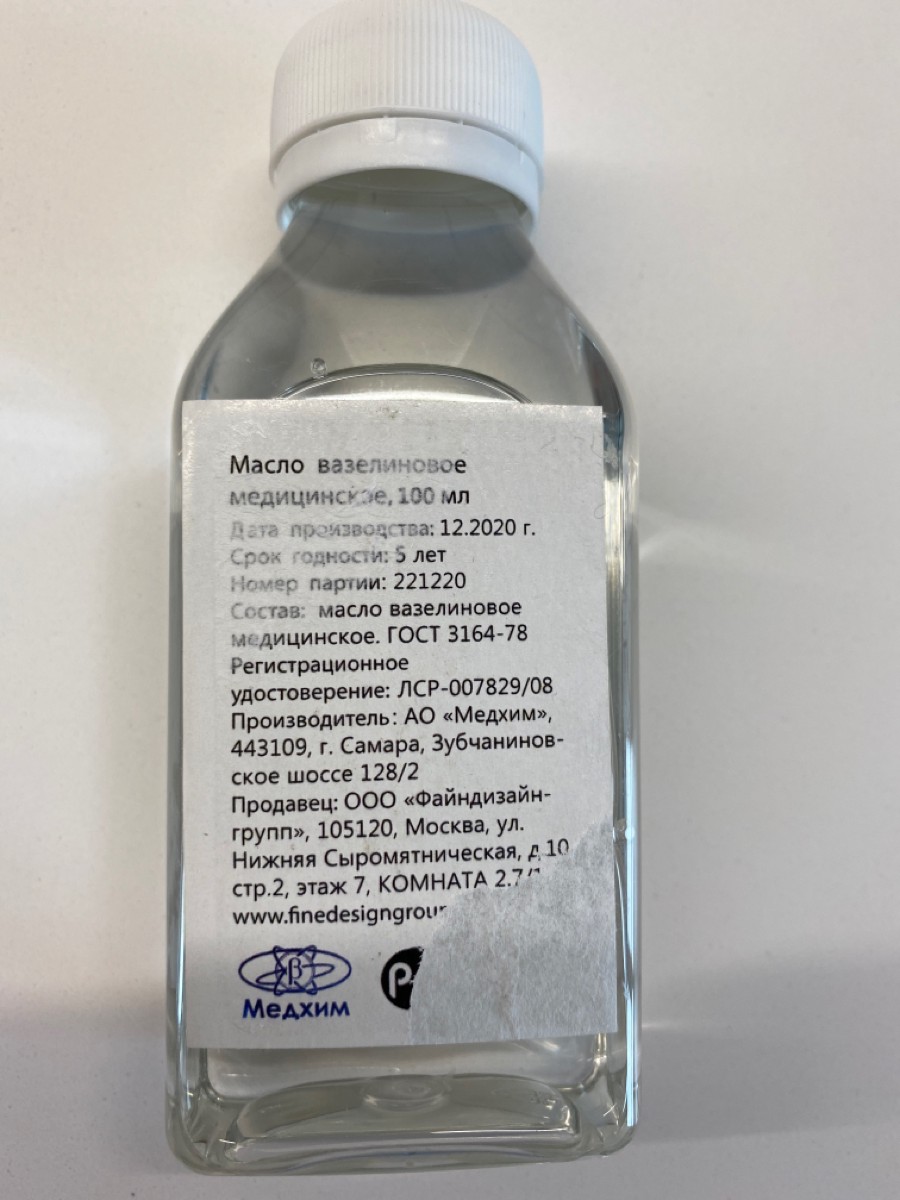 Масло вазелиновое
медицинское, 100 мл
Дата производства: 12.2020 г.
Срок годности: 5 лет
Номер партии: 221220
Состав: масло вазелиновое
медицинское. ГОСТ 3164-78
Регистрационное
удостоверение: ЛСР-007829/08
Производитель: АО «Медхим»,
443109, г. Самара, Зубчанинов-
ское шоссе 128/2
Продавец: ООО «Файндизайн-
групп», 105120, Москва, ул.
Нижняя Сыромятническая, д.10
стр.2, этаж 7, КОМНАТА
β
Медхим